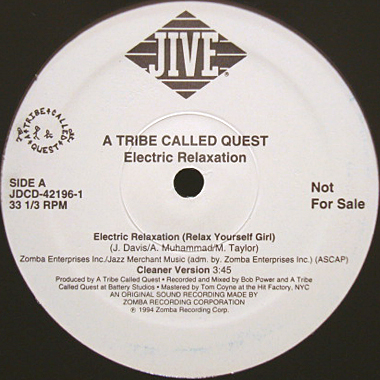 JIVE®
A TRIBE CALLED QUEST
Electric Relaxation
A•TRIBE•CALLED•QUEST•
SIDE A
JDCD-42196-1
33 1/3 RPM
Not
For Sale
Electric Relaxation (Relax Yourself Girl)
(J. Davis/A. Muhammad/M. Taylor)
Zomba Enterprises Inc./Jazz Merchant Music (adm. by. Zomba Enterprises Inc.) (ASCAP)
Cleaner Version 3:45
Produced by A Tribe Called Quest • Recorded and Mixed by Bob Power and A Tribe
Called Quest at Battery Studios • Mastered by Tom Coyne at the Hit Factory, NYC
AN ORIGINAL SOUND RECORDING MADE BY
ZOMBA RECORDING CORPORATION
℗ 1994 Zomba Recording Corp.